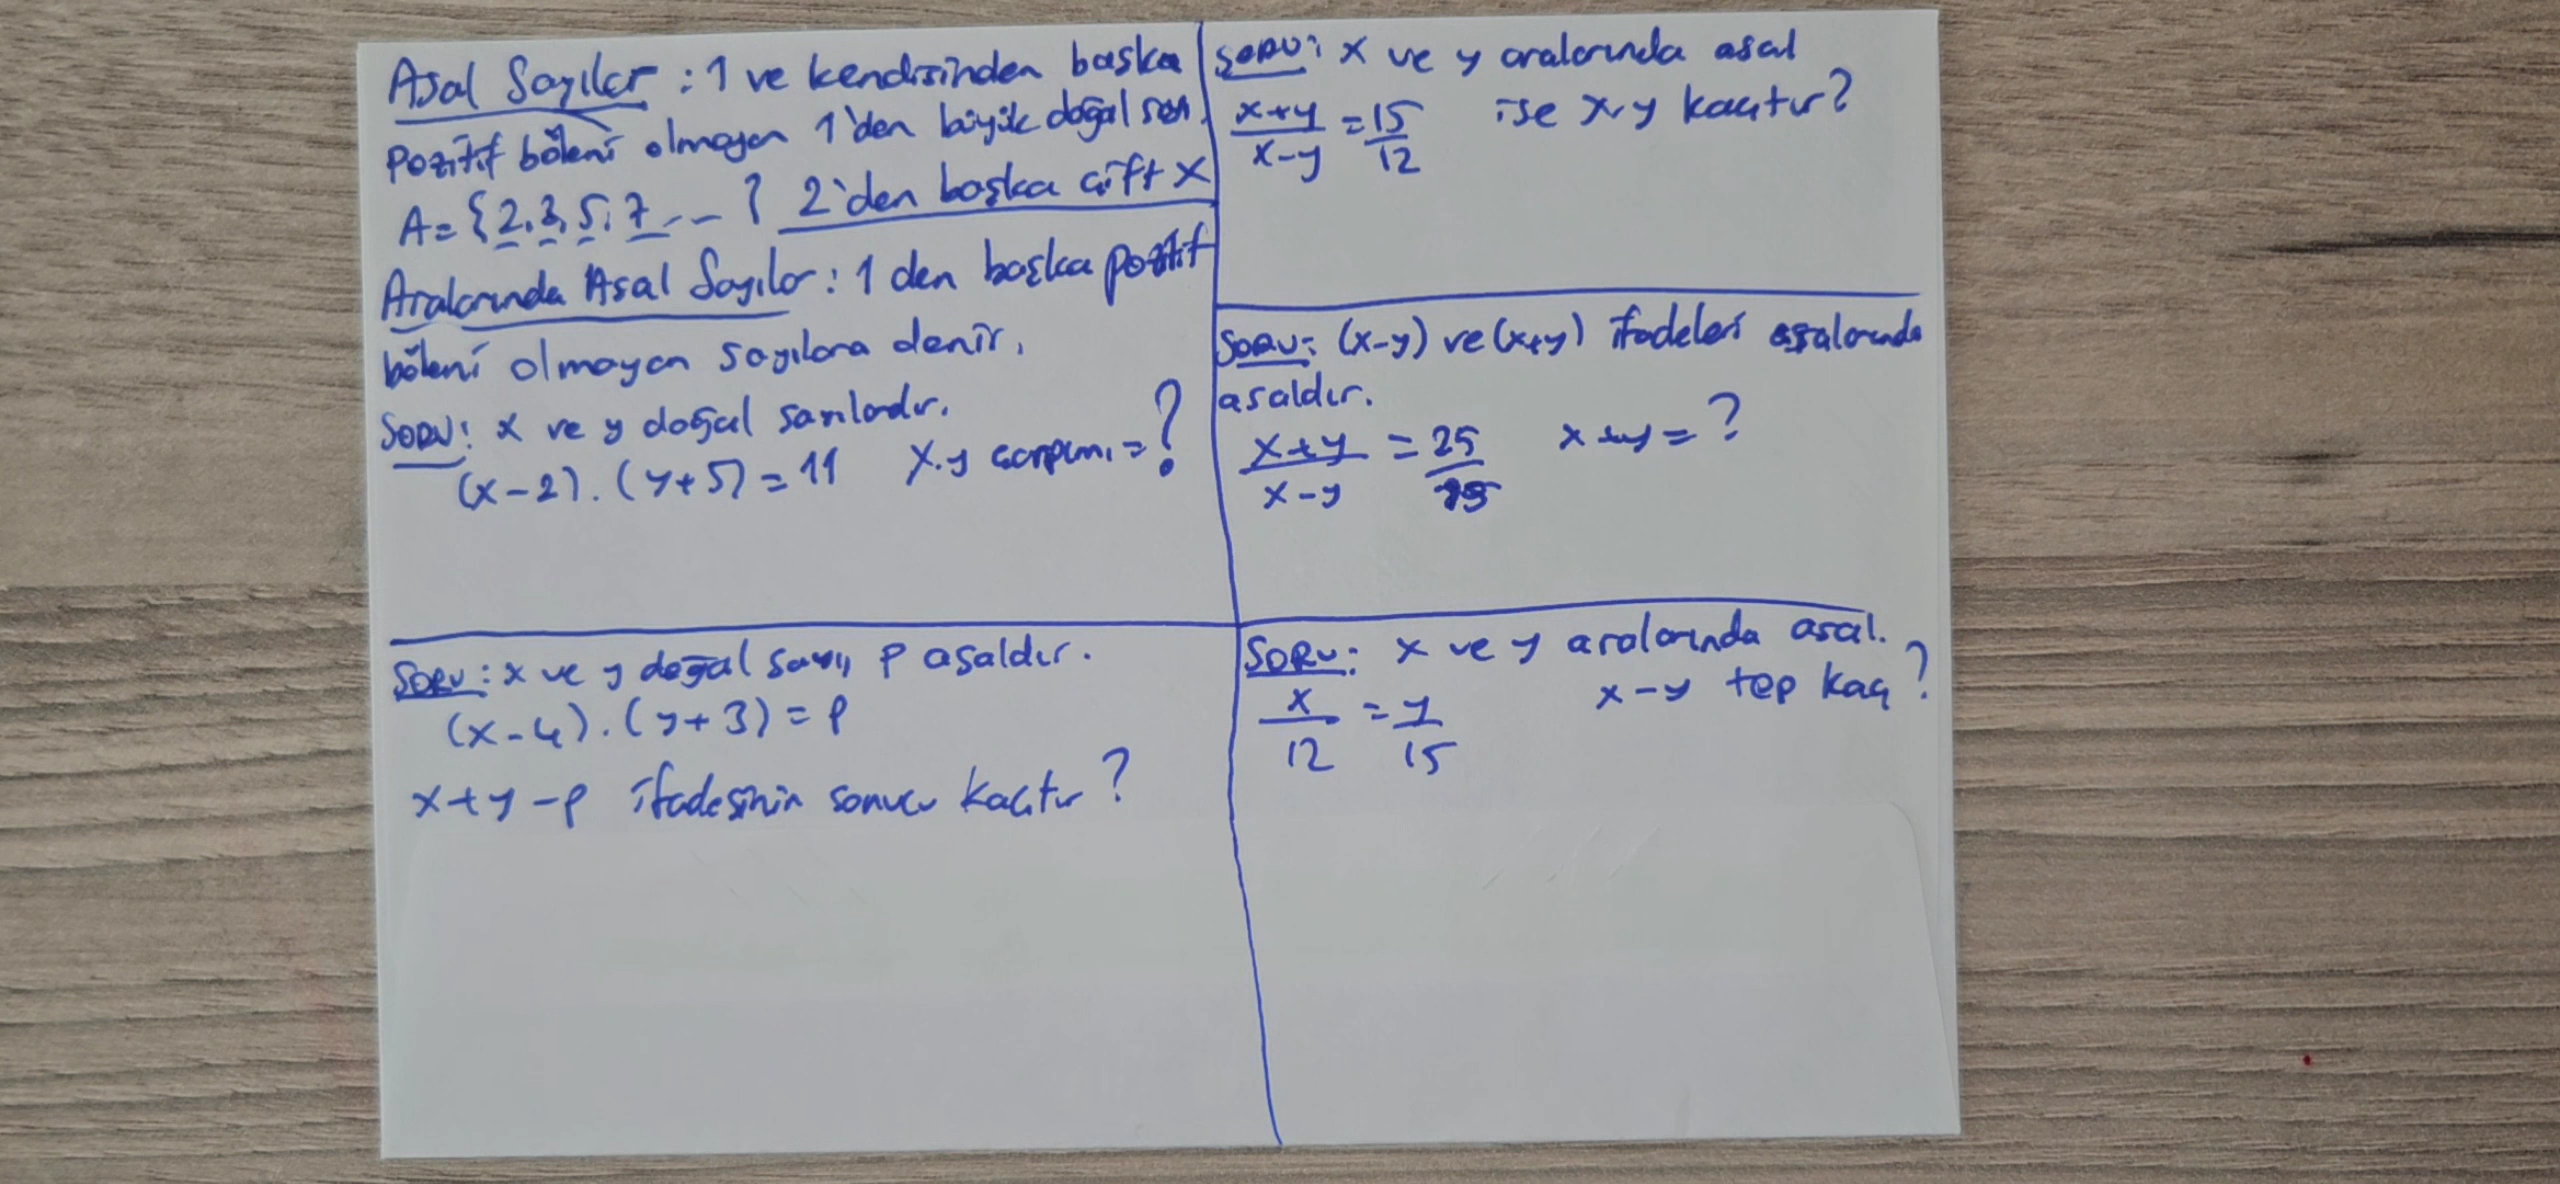 Asal Sayılar : 1 ve kendisinden başka
pozitif böleni olmayan 1'den büyük doğal sayı.
A={2,3,5,7...} 2'den başka çift X
Aralarında Asal Sayılar : 1 den başka pozitif
böleni olmayan sayılara denir.
SORU: x ve y doğal sayılardır.
(x-2).(y+5)=11 x.y çarpımı=?
SORU: x ve y doğal sayı, p asaldır.
(x-4).(y+3)=p
x+y-p ifadesinin sonucu kaçtır?
SORU: x ve y aralarında asal
x+y/x-y =15/12 ise x.y kaçtır?
SORU: (x-y) ve (x+y) ifadeleri aralarında
asaldır.
x+y/x-y = 25/15 x y = ?
SORU: x ve y aralarında asal.
x/12 = y/15 x-y tep kaç?